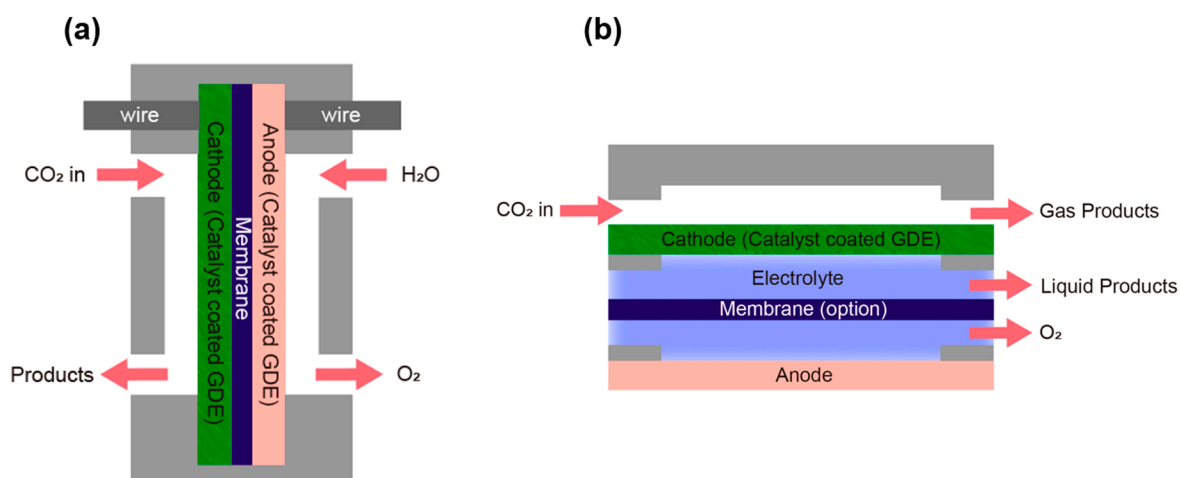 (a)
wire
wire
CO₂ in
H₂O
Cathode (Catalyst coated GDE)
Membrane
Anode (Catalyst coated GDE)
Products
O₂
(b)
CO₂ in
Gas Products
Cathode (Catalyst coated GDE)
Electrolyte
Liquid Products
Membrane (option)
O₂
Anode